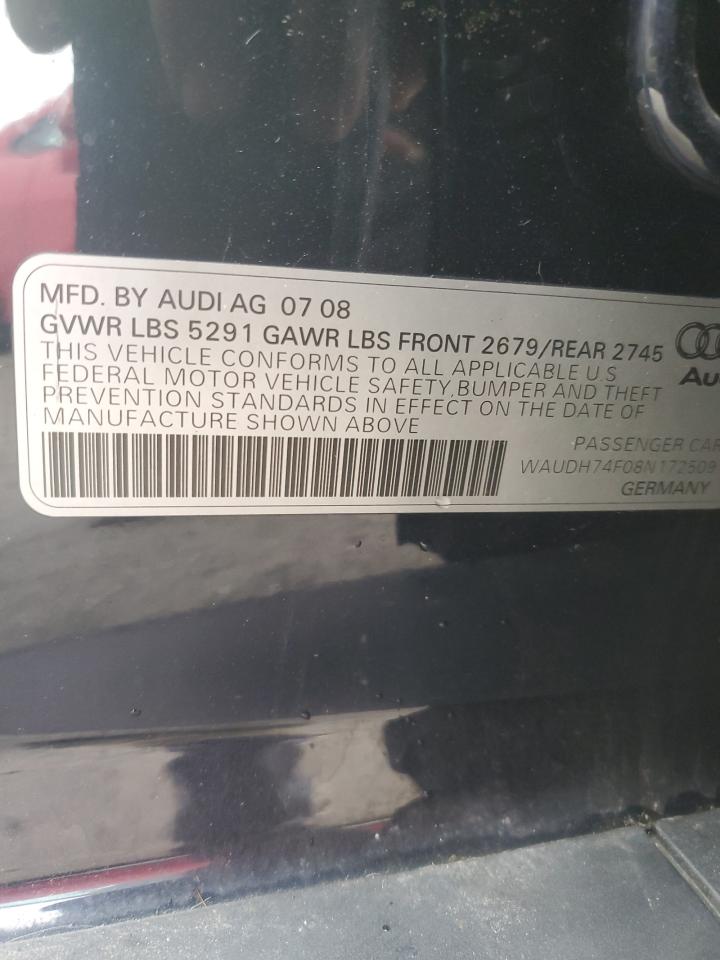 MFD. BY AUDI AG 07 08
GVWR LBS 5291 GAWR LBS FRONT 2679/REAR 2745
THIS VEHICLE CONFORMS TO ALL APPLICABLE U.S
FEDERAL MOTOR VEHICLE SAFETY, BUMPER AND THEFT
PREVENTION STANDARDS IN EFFECT ON THE DATE OF
MANUFACTURE SHOWN ABOVE
Au
PASSENGER CAR
WAUDH74F08N172509
GERMANY